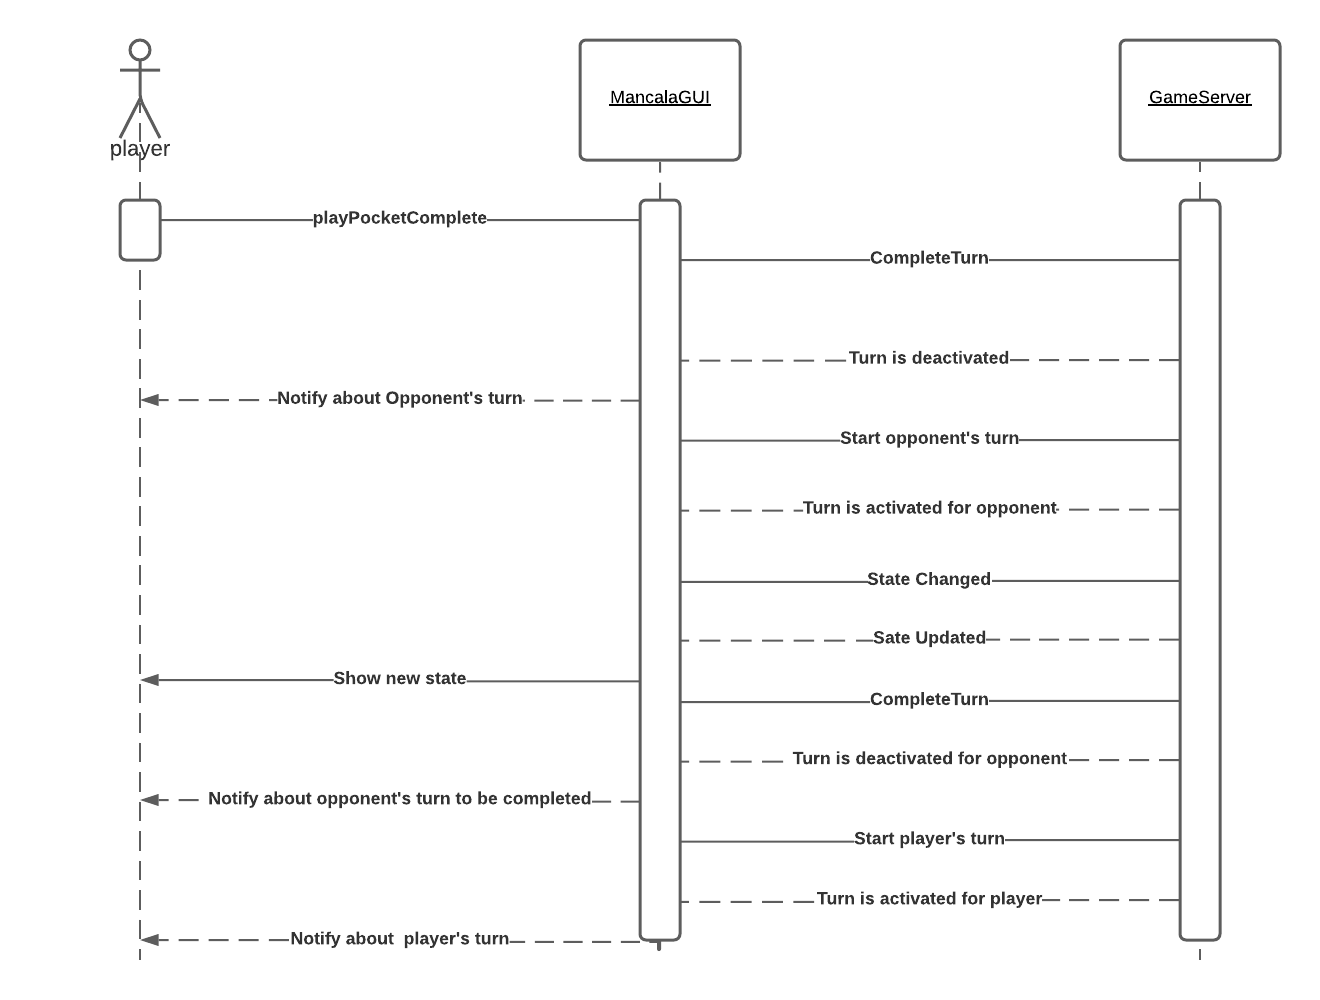 player
MancalaGUI
GameServer
playPocketComplete
CompleteTurn
Turn is deactivated
Notify about Opponent's turn
Start opponent's turn
Turn is activated for opponent
State Changed
Sate Updated
Show new state
CompleteTurn
Turn is deactivated for opponent
Notify about opponent's turn to be completed
Start player's turn
Turn is activated for player
Notify about  player's turn